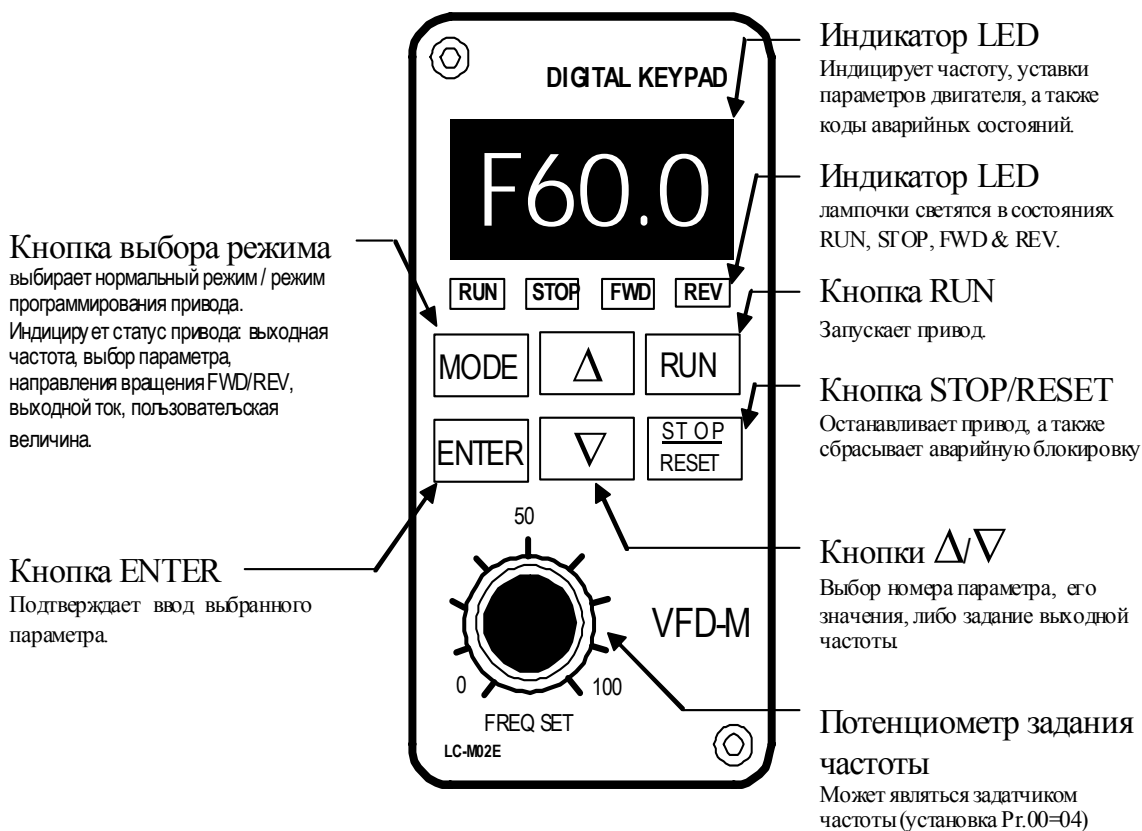 DIGITAL KEYPAD
F60.0
RUN STOP FWD REV
MODE Δ RUN
ENTER ∇ STOP
RESET
50
0 100
FREQ SET
VFD-M
LC-M02E
Кнопка выбора режима
выбирает нормальный режим / режим
программирования привода.
Индицирует статус привода: выходная
частота, выбор параметра,
направления вращения FWD/REV,
выходной ток, пользовательская
величина.
Кнопка ENTER
Подтверждает ввод выбранного
параметра.
Индикатор LED
Индицирует частоту, уставки
параметров двигателя, а также
коды аварийных состояний.
Индикатор LED
лампочки светятся в состояниях
RUN, STOP, FWD & REV.
Кнопка RUN
Запускает привод.
Кнопка STOP/RESET
Останавливает привод, а также
сбрасывает аварийную блокировку
Кнопки Δ/∇
Выбор номера параметра, его
значения, либо задание выходной
частоты
Потенциометр задания
частоты
Может являться задатчиком
частоты (установка Pr.00=04)